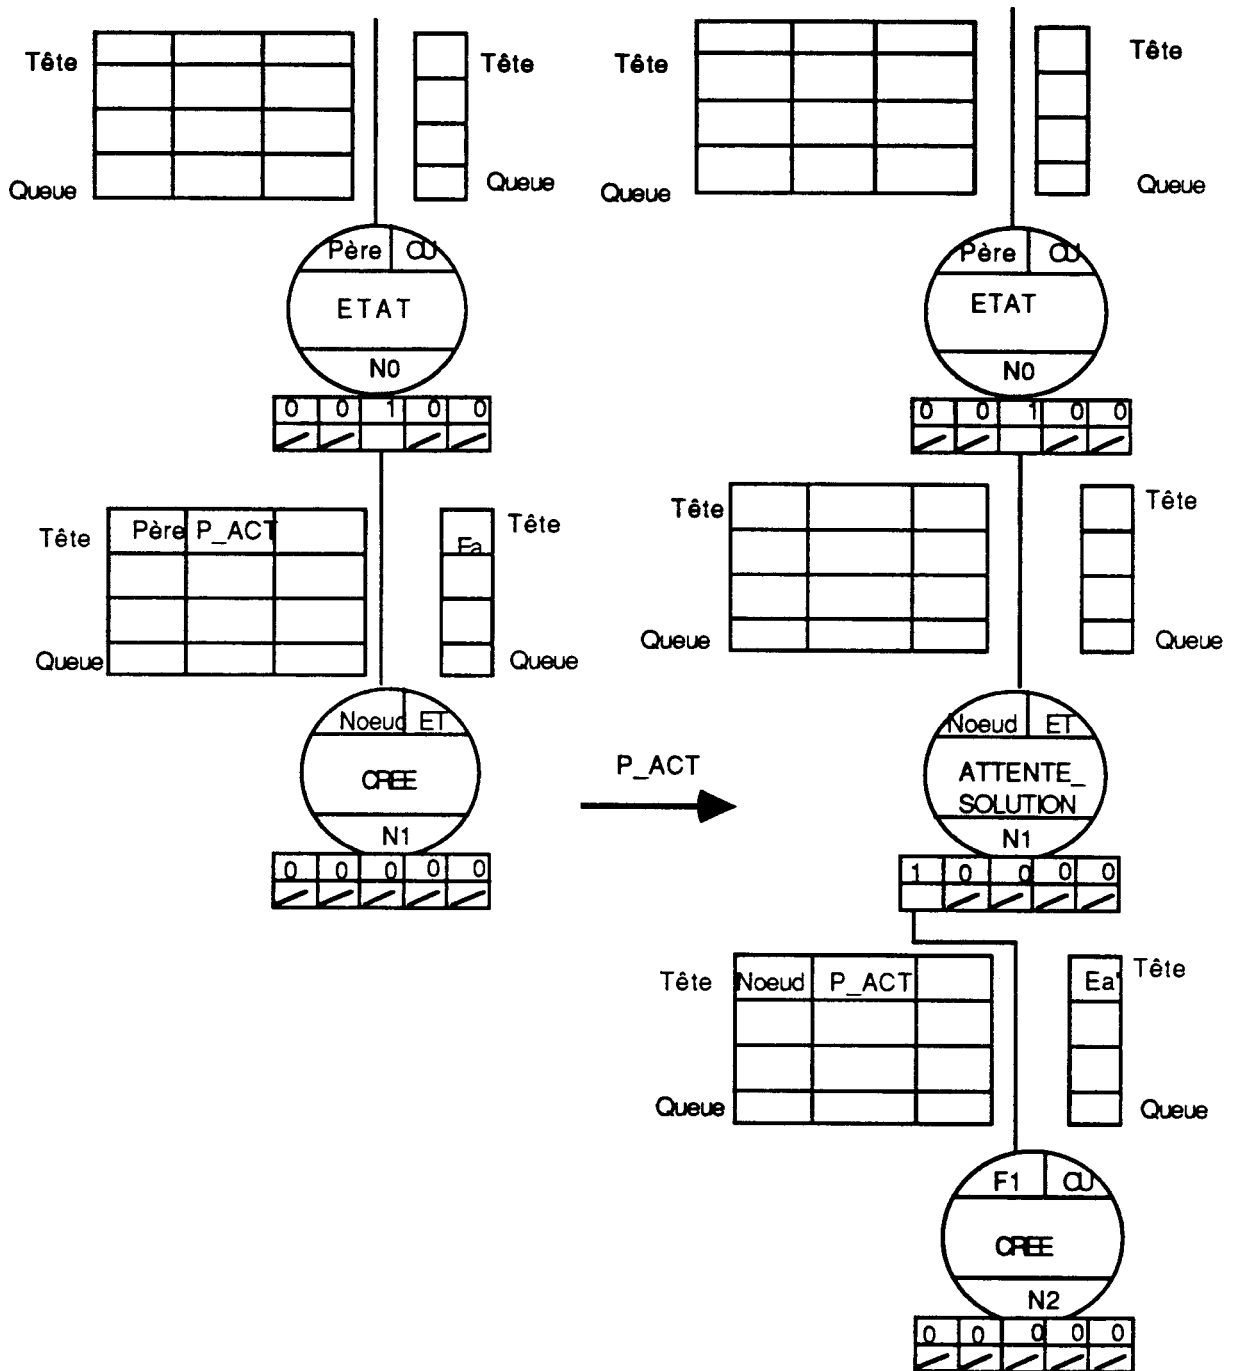 Tête
Tête
Queue
Queue
Père OU
ETAT
N0
0 0 1 0 0
Tête
Père P_ACT
Ea
Tête
Queue
Queue
Noeud ET
CREE
N1
0 0 0 0 0
P_ACT
Tête
Tête
Queue
Queue
Père OU
ETAT
N0
0 0 1 0 0
Tête
Tête
Queue
Queue
Noeud ET
ATTENTE_
SOLUTION
N1
1 0 0 0 0
Tête
Noeud P_ACT
Ea'
Tête
Queue
Queue
F1 OU
CREE
N2
0 0 0 0 0